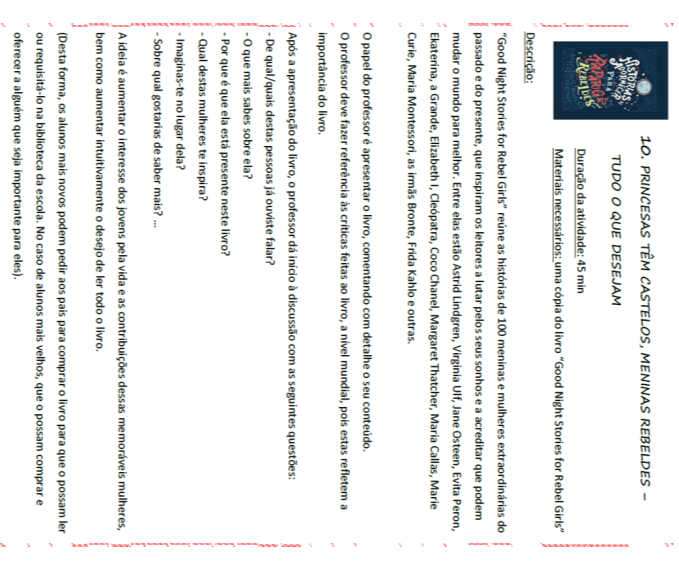 10. PRINCESAS TÊM CASTELOS, MENINAS REBELDES –
TUDO O QUE DESEJAM
Duração da atividade: 45 min
Materiais necessários: uma cópia do livro "Good Night Stories for Rebel Girls"
HISTÓRIAS
PARA
RAPARIGAS
REBELDES
Descrição:
"Good Night Stories for Rebel Girls" reúne as histórias de 100 meninas e mulheres extraordinárias do
passado e do presente, que inspiram os leitores a lutar pelos seus sonhos e a acreditar que podem
mudar o mundo para melhor. Entre elas estão Astrid Lindgren, Virginia Ulf, Jane Osteen, Evita Peron,
Ekaterina, a Grande, Elizabeth I, Cleópatra, Coco Chanel, Margaret Thatcher, Maria Callas, Marie
Curie, Maria Montessori, as irmãs Bronte, Frida Kahlo e outras.
O papel do professor é apresentar o livro, comentando com detalhe o seu conteúdo.
O professor deve fazer referência às críticas feitas ao livro, a nível mundial, pois estas refletem a
importância do livro.
Após a apresentação do livro, o professor dá início à discussão com as seguintes questões:
- De qual/quais destas pessoas já ouviste falar?
- O que mais sabes sobre ela?
- Por que é que ela está presente neste livro?
- Qual destas mulheres te inspira?
- Imaginas-te no lugar dela?
- Sobre qual gostarias de saber mais? ...
A ideia é aumentar o interesse dos jovens pela vida e as contribuições dessas memoráveis mulheres,
bem como aumentar intuitivamente o desejo de ler todo o livro.
(Desta forma, os alunos mais novos podem pedir aos pais para comprar o livro para que o possam ler
ou requisitá-lo na biblioteca da escola. No caso de alunos mais velhos, que o possam comprar e
oferecer a alguém que seja importante para eles).